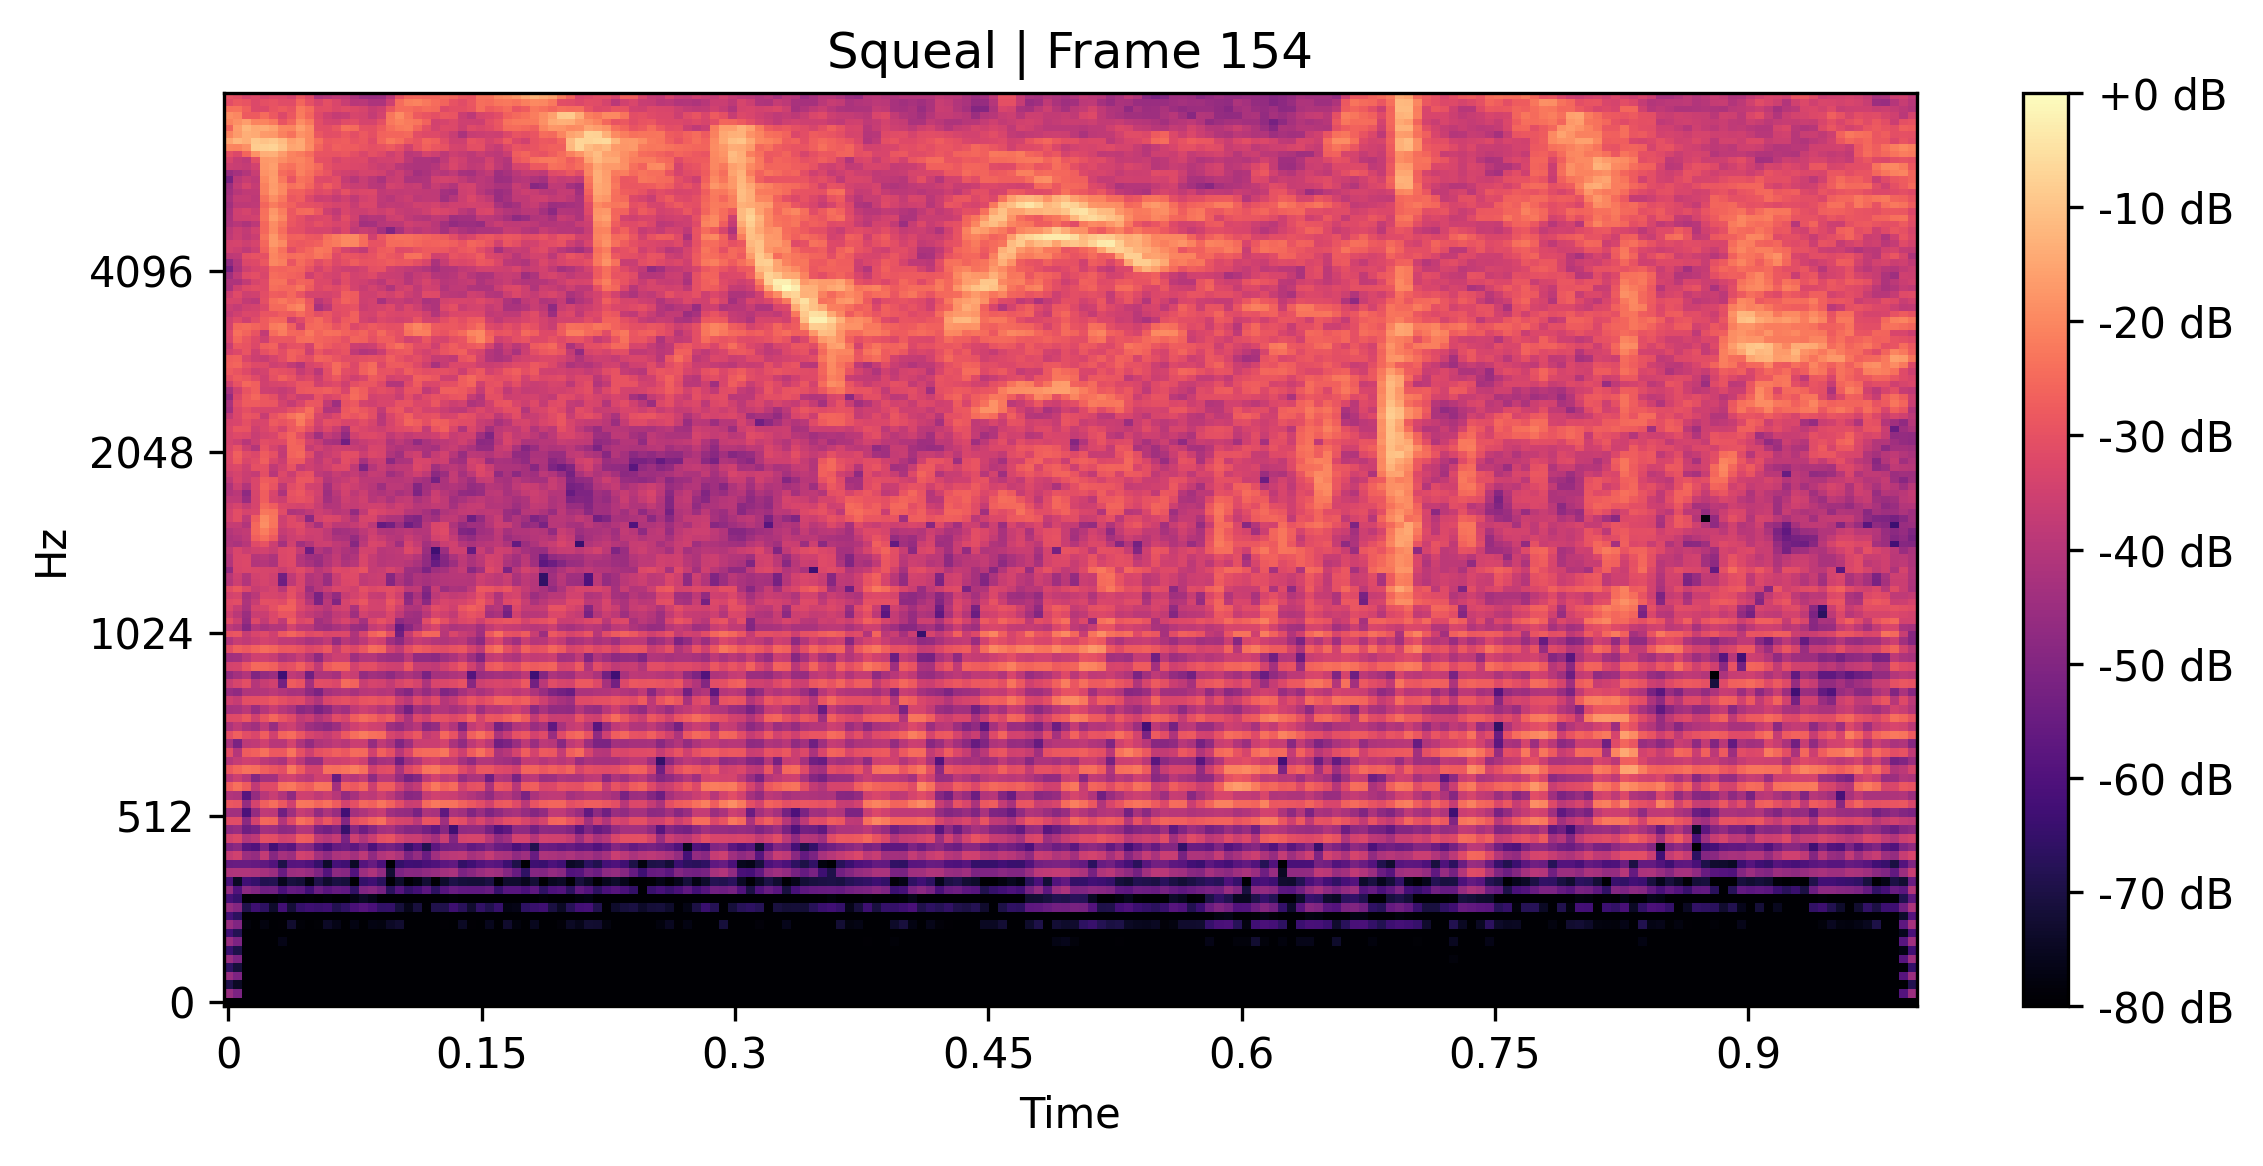 Squeal | Frame 154
+0 dB
-10 dB
-20 dB
-30 dB
-40 dB
-50 dB
-60 dB
-70 dB
-80 dB
Hz
4096
2048
1024
512
0
0 0.15 0.3 0.45 0.6 0.75 0.9
Time